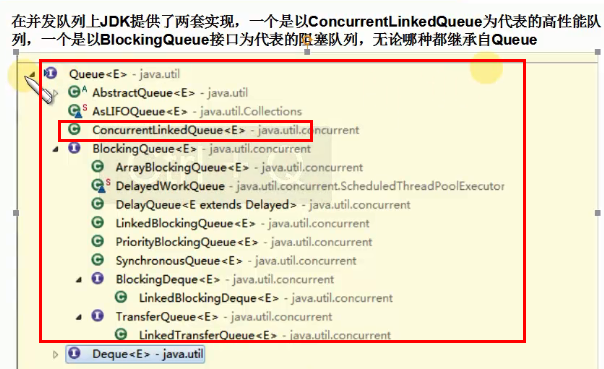 在并发队列上JDK提供了两套实现，一个是以ConcurrentLinkedQueue为代表的高性能队
列，一个是以BlockingQueue接口为代表的阻塞队列，无论哪种都继承自Queue
Queue<E> - java.util
AbstractQueue<E> - java.util
AsLIFOQueue<E> - java.util.Collections
ConcurrentLinkedQueue<E> - java.util.concurrent
BlockingQueue<E> - java.util.concurrent
ArrayBlockingQueue<E> - java.util.concurrent
DelayedWorkQueue - java.util.concurrent.ScheduledThreadPoolExecutor
DelayQueue<E extends Delayed> - java.util.concurrent
LinkedBlockingQueue<E> - java.util.concurrent
PriorityBlockingQueue<E> - java.util.concurrent
SynchronousQueue<E> - java.util.concurrent
BlockingDeque<E> - java.util.concurrent
LinkedBlockingDeque<E> - java.util.concurrent
TransferQueue<E> - java.util.concurrent
LinkedTransferQueue<E> - java.util.concurrent
Deque<E> - java.util